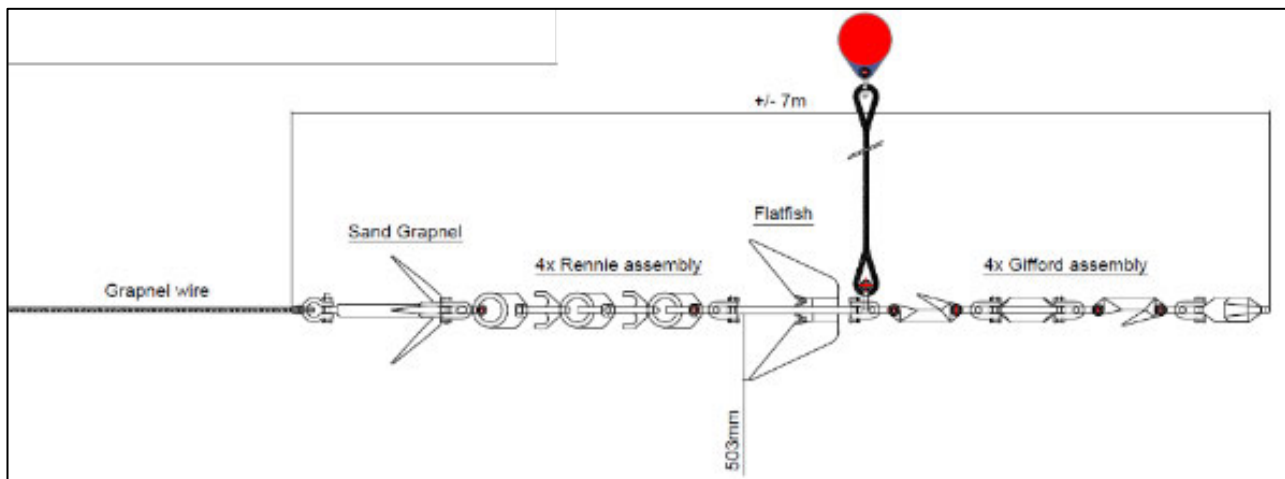 +/- 7m
Flatfish
Sand Grapnel
4x Rennie assembly
4x Gifford assembly
Grapnel wire
503mm